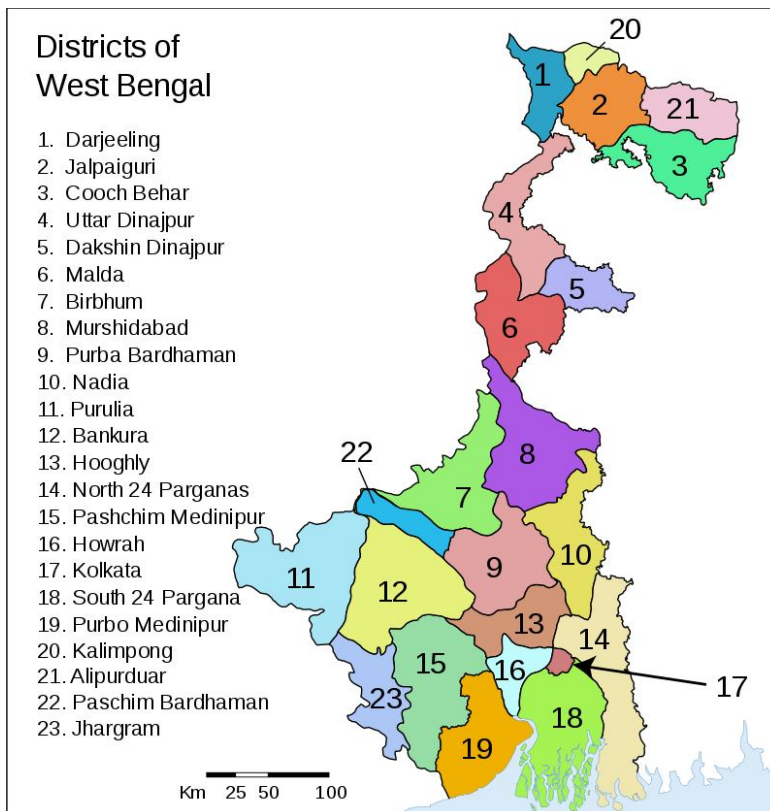 Districts of
West Bengal
1. Darjeeling
2. Jalpaiguri
3. Cooch Behar
4. Uttar Dinajpur
5. Dakshin Dinajpur
6. Malda
7. Birbhum
8. Murshidabad
9. Purba Bardhaman
10. Nadia
11. Purulia
12. Bankura
13. Hooghly
14. North 24 Parganas
15. Pashchim Medinipur
16. Howrah
17. Kolkata
18. South 24 Pargana
19. Purbo Medinipur
20. Kalimpong
21. Alipurduar
22. Paschim Bardhaman
23. Jhargram
20
1
2
21
3
4
5
6
8
22
7
9
10
11
12
13
14
15
16
17
23
18
19
Km 25 50 100